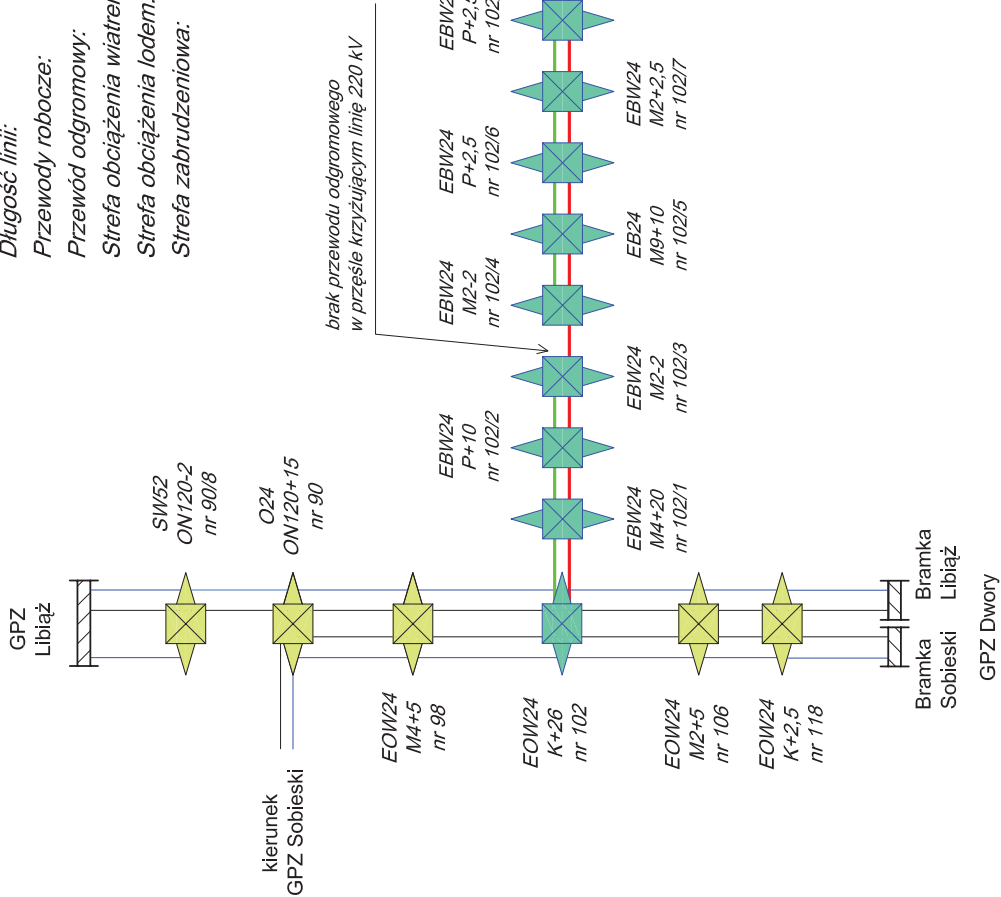 Długość linii:
Przewody robocze:
Przewód odgromowy:
Strefa obciążenia
Strefa obciążenia lodem:
Strefa zabrudzeniowa:
brak przewodu odgromowego
w przęśle krzyżującym linię 220 kV
P+2,5
EBW24
M2+2,5
nr 102/7
EBW24
P+2,5
nr 102/6
EB24
M9+10
nr 102/5
EBW24
M2-2
nr 102/4
EBW24
M2-2
nr 102/3
EBW24
P+10
nr 102/2
EBW24
M4+20
nr 102/1
GPZ
Libiąż
SW52
ON120-2
nr 90/8
O24
ON120+15
nr 90
kierunek
GPZ Sobieski
EOW24
M4+5
nr 98
EOW24
K+26
nr 102
EOW24
M2+5
nr 106
EOW24
K+2,5
nr 118
Bramka
Libiąż
Bramka
Sobieski
GPZ Dwory